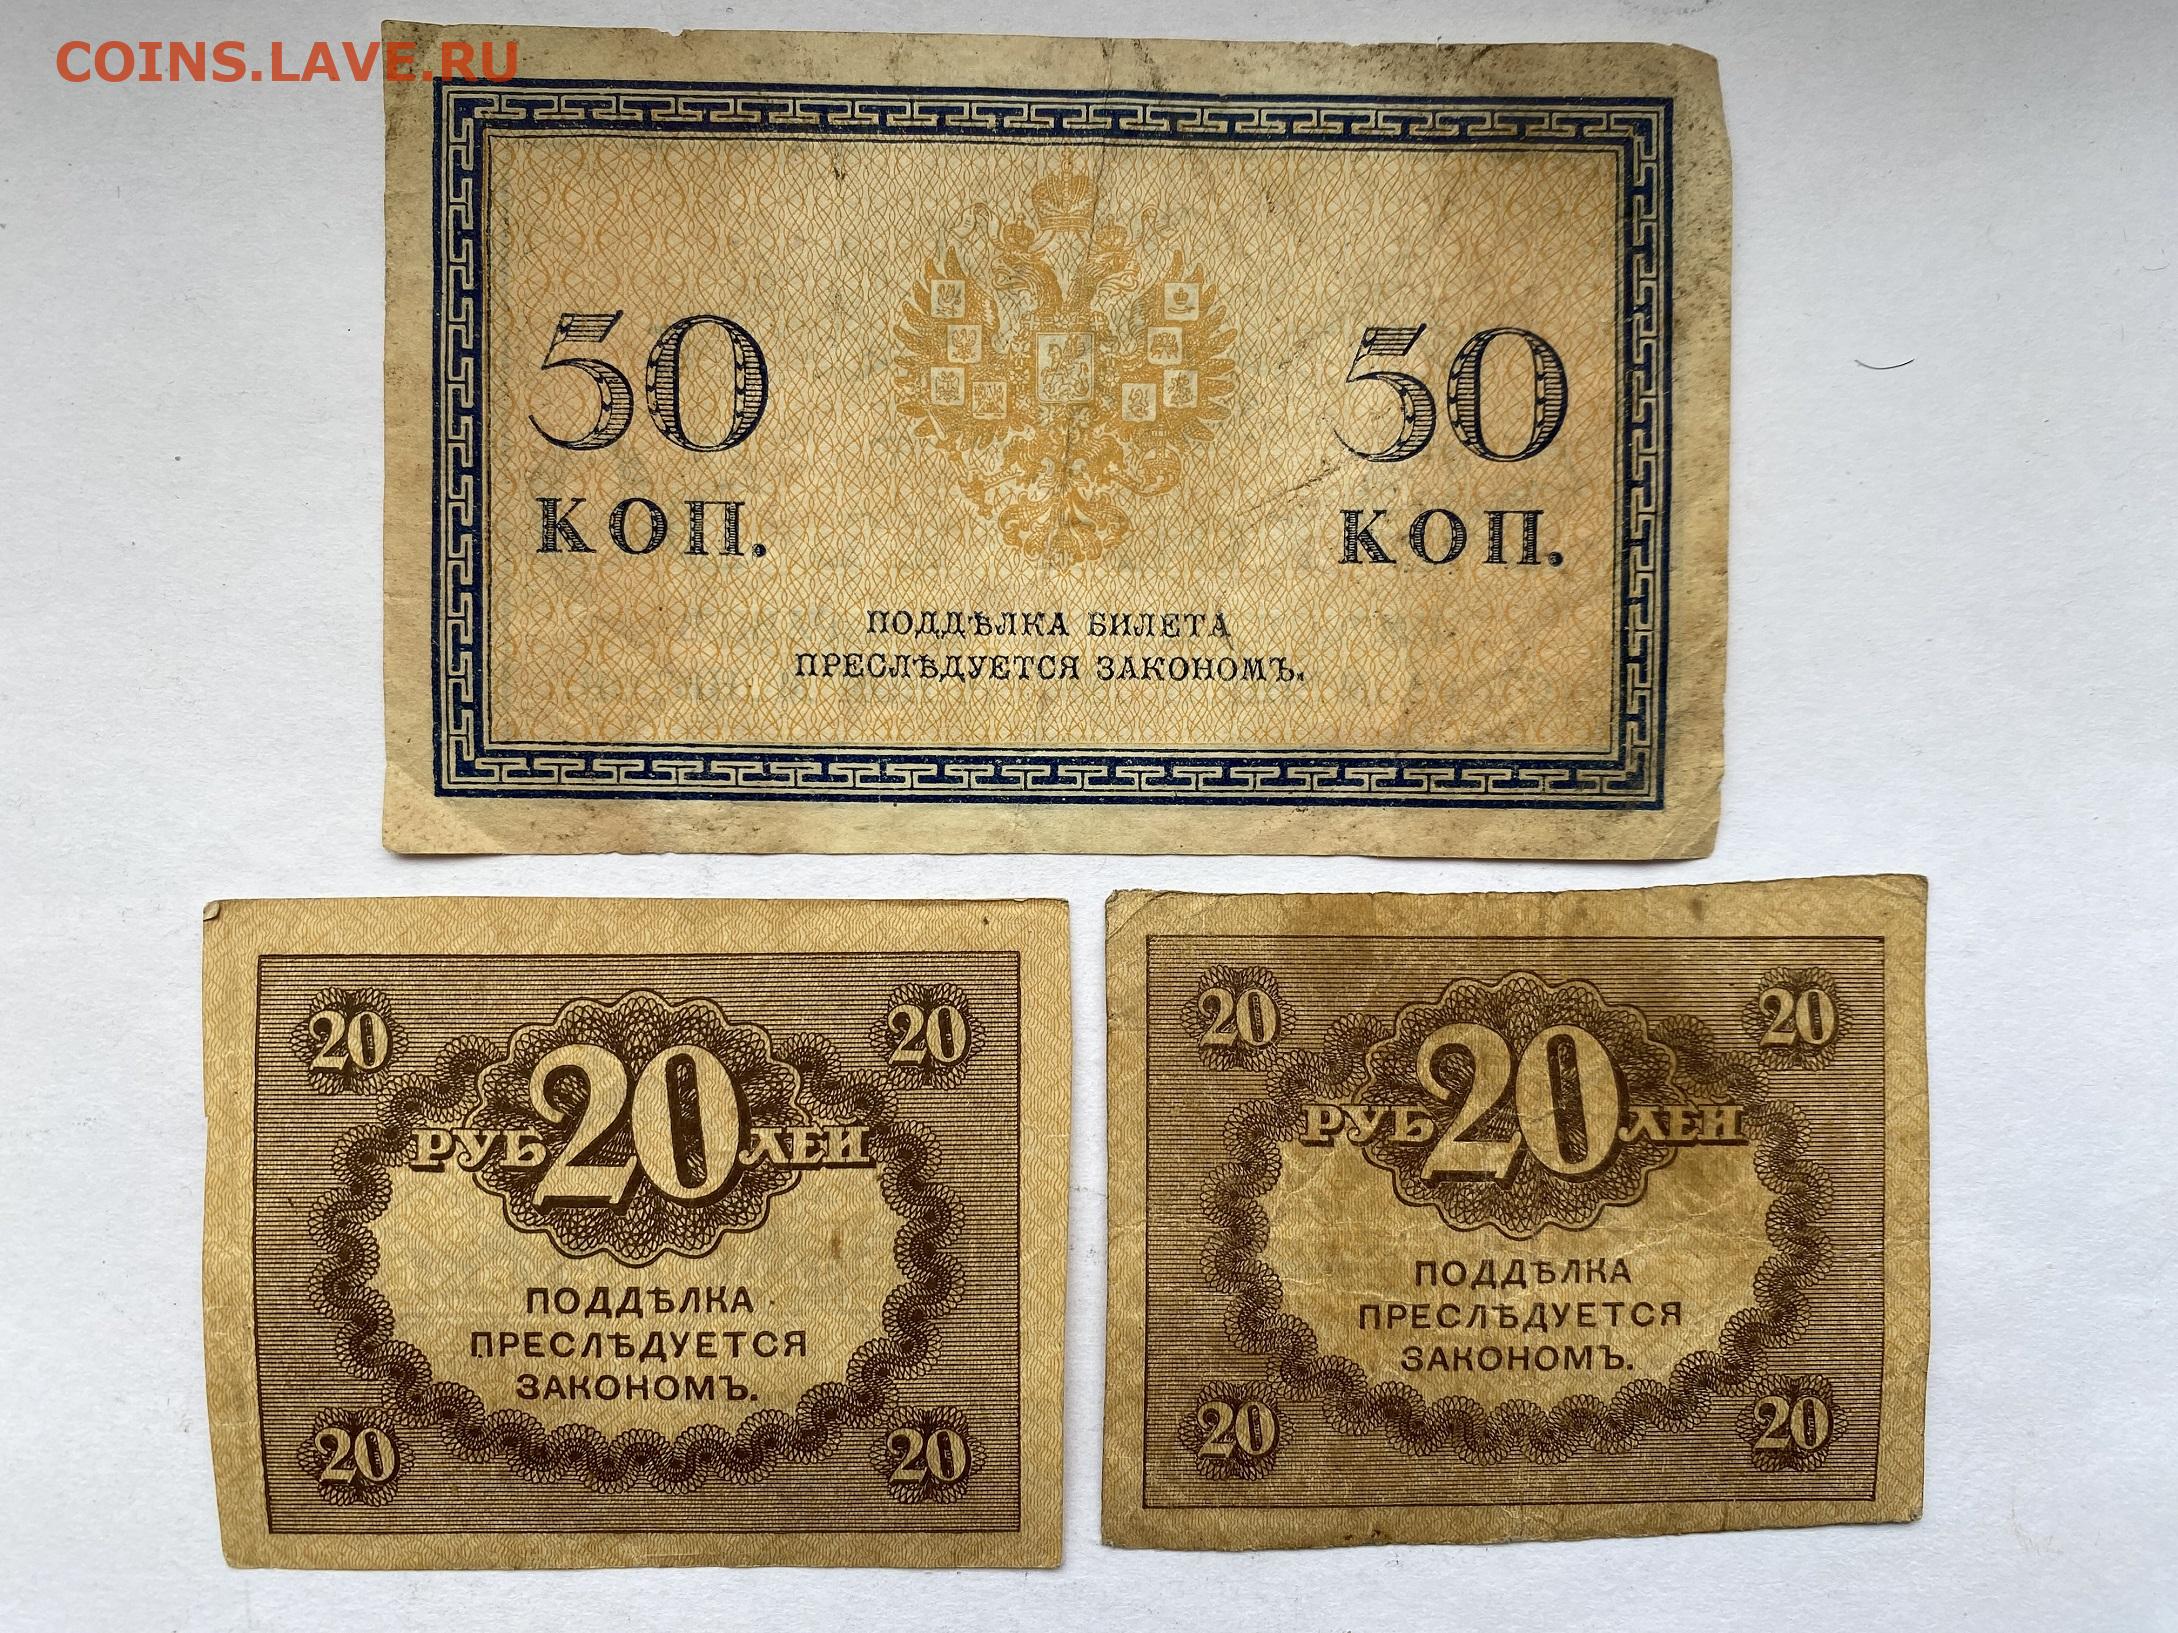 COINS.LAVE.RU
50 50
КОП. КОП.
ПОДДѢЛКА БИЛЕТА
ПРЕСЛѢДУЕТСЯ ЗАКОНОМЪ.
20 20
РУБ 20 ЛЕЙ
ПОДДѢЛКА
ПРЕСЛѢДУЕТСЯ
ЗАКОНОМЪ.
20 20
20 20
РУБ 20 ЛЕЙ
ПОДДѢЛКА
ПРЕСЛѢДУЕТСЯ
ЗАКОНОМЪ.
20 20